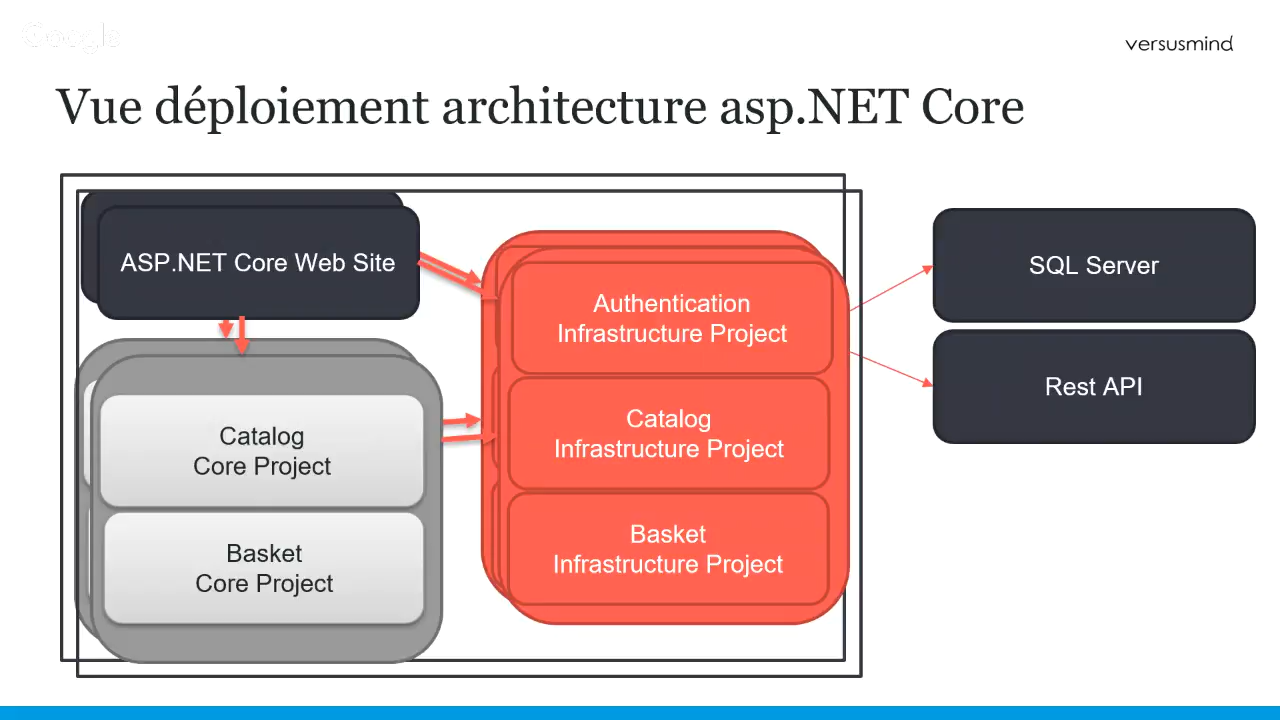 Google
versusmind
Vue déploiement architecture asp.NET Core
ASP.NET Core Web Site
Catalog
Core Project
Basket
Core Project
Authentication
Infrastructure Project
Catalog
Infrastructure Project
Basket
Infrastructure Project
SQL Server
Rest API